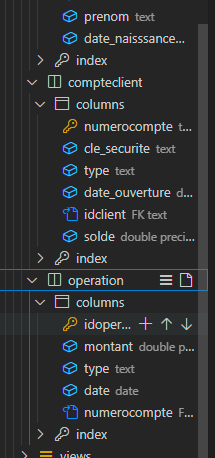 prenom text
date_naisssance...
index
compteclient
columns
numerocompte t...
cle_securite text
type text
date_ouverture d...
idclient FK text
solde double preci...
index
operation
columns
idoper...
montant double p...
type text
date date
numerocompte F...
index
views